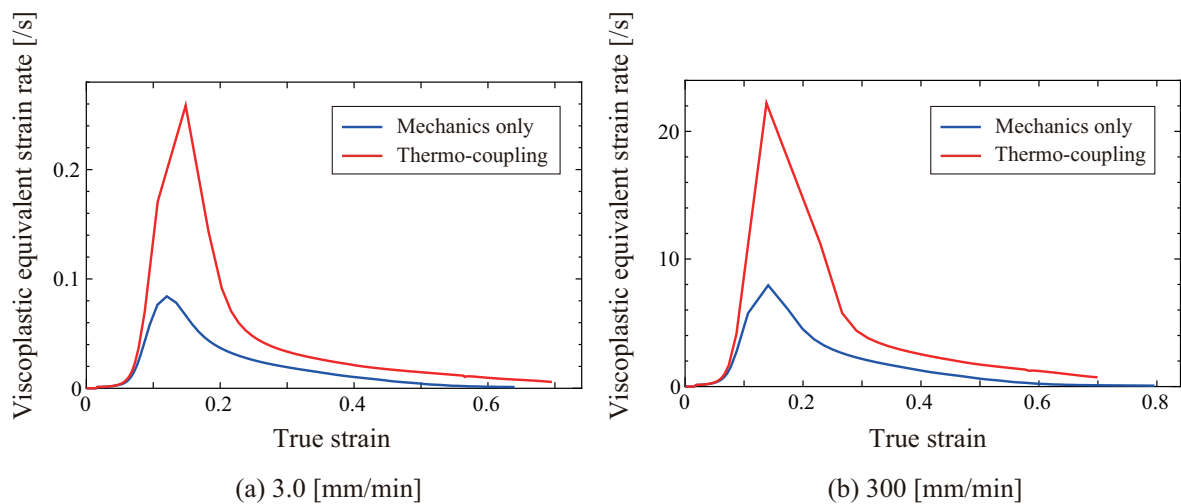 Viscoplastic equivalent strain rate [/s]
0.2
0.1
0
Mechanics only
Thermo-coupling
0 0.2 0.4 0.6
True strain
(a) 3.0 [mm/min]
Viscoplastic equivalent strain rate [/s]
20
10
0
Mechanics only
Thermo-coupling
0 0.2 0.4 0.6 0.8
True strain
(b) 300 [mm/min]